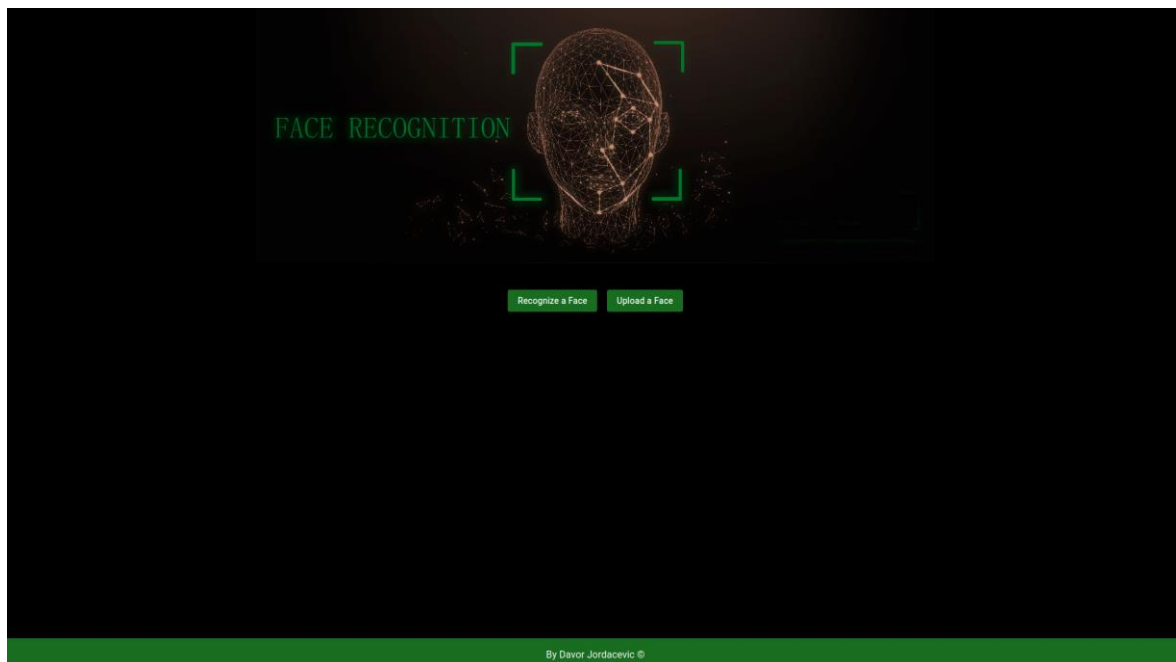 FACE RECOGNITION
Recognize a Face Upload a Face
By Davor Jordacevic ©